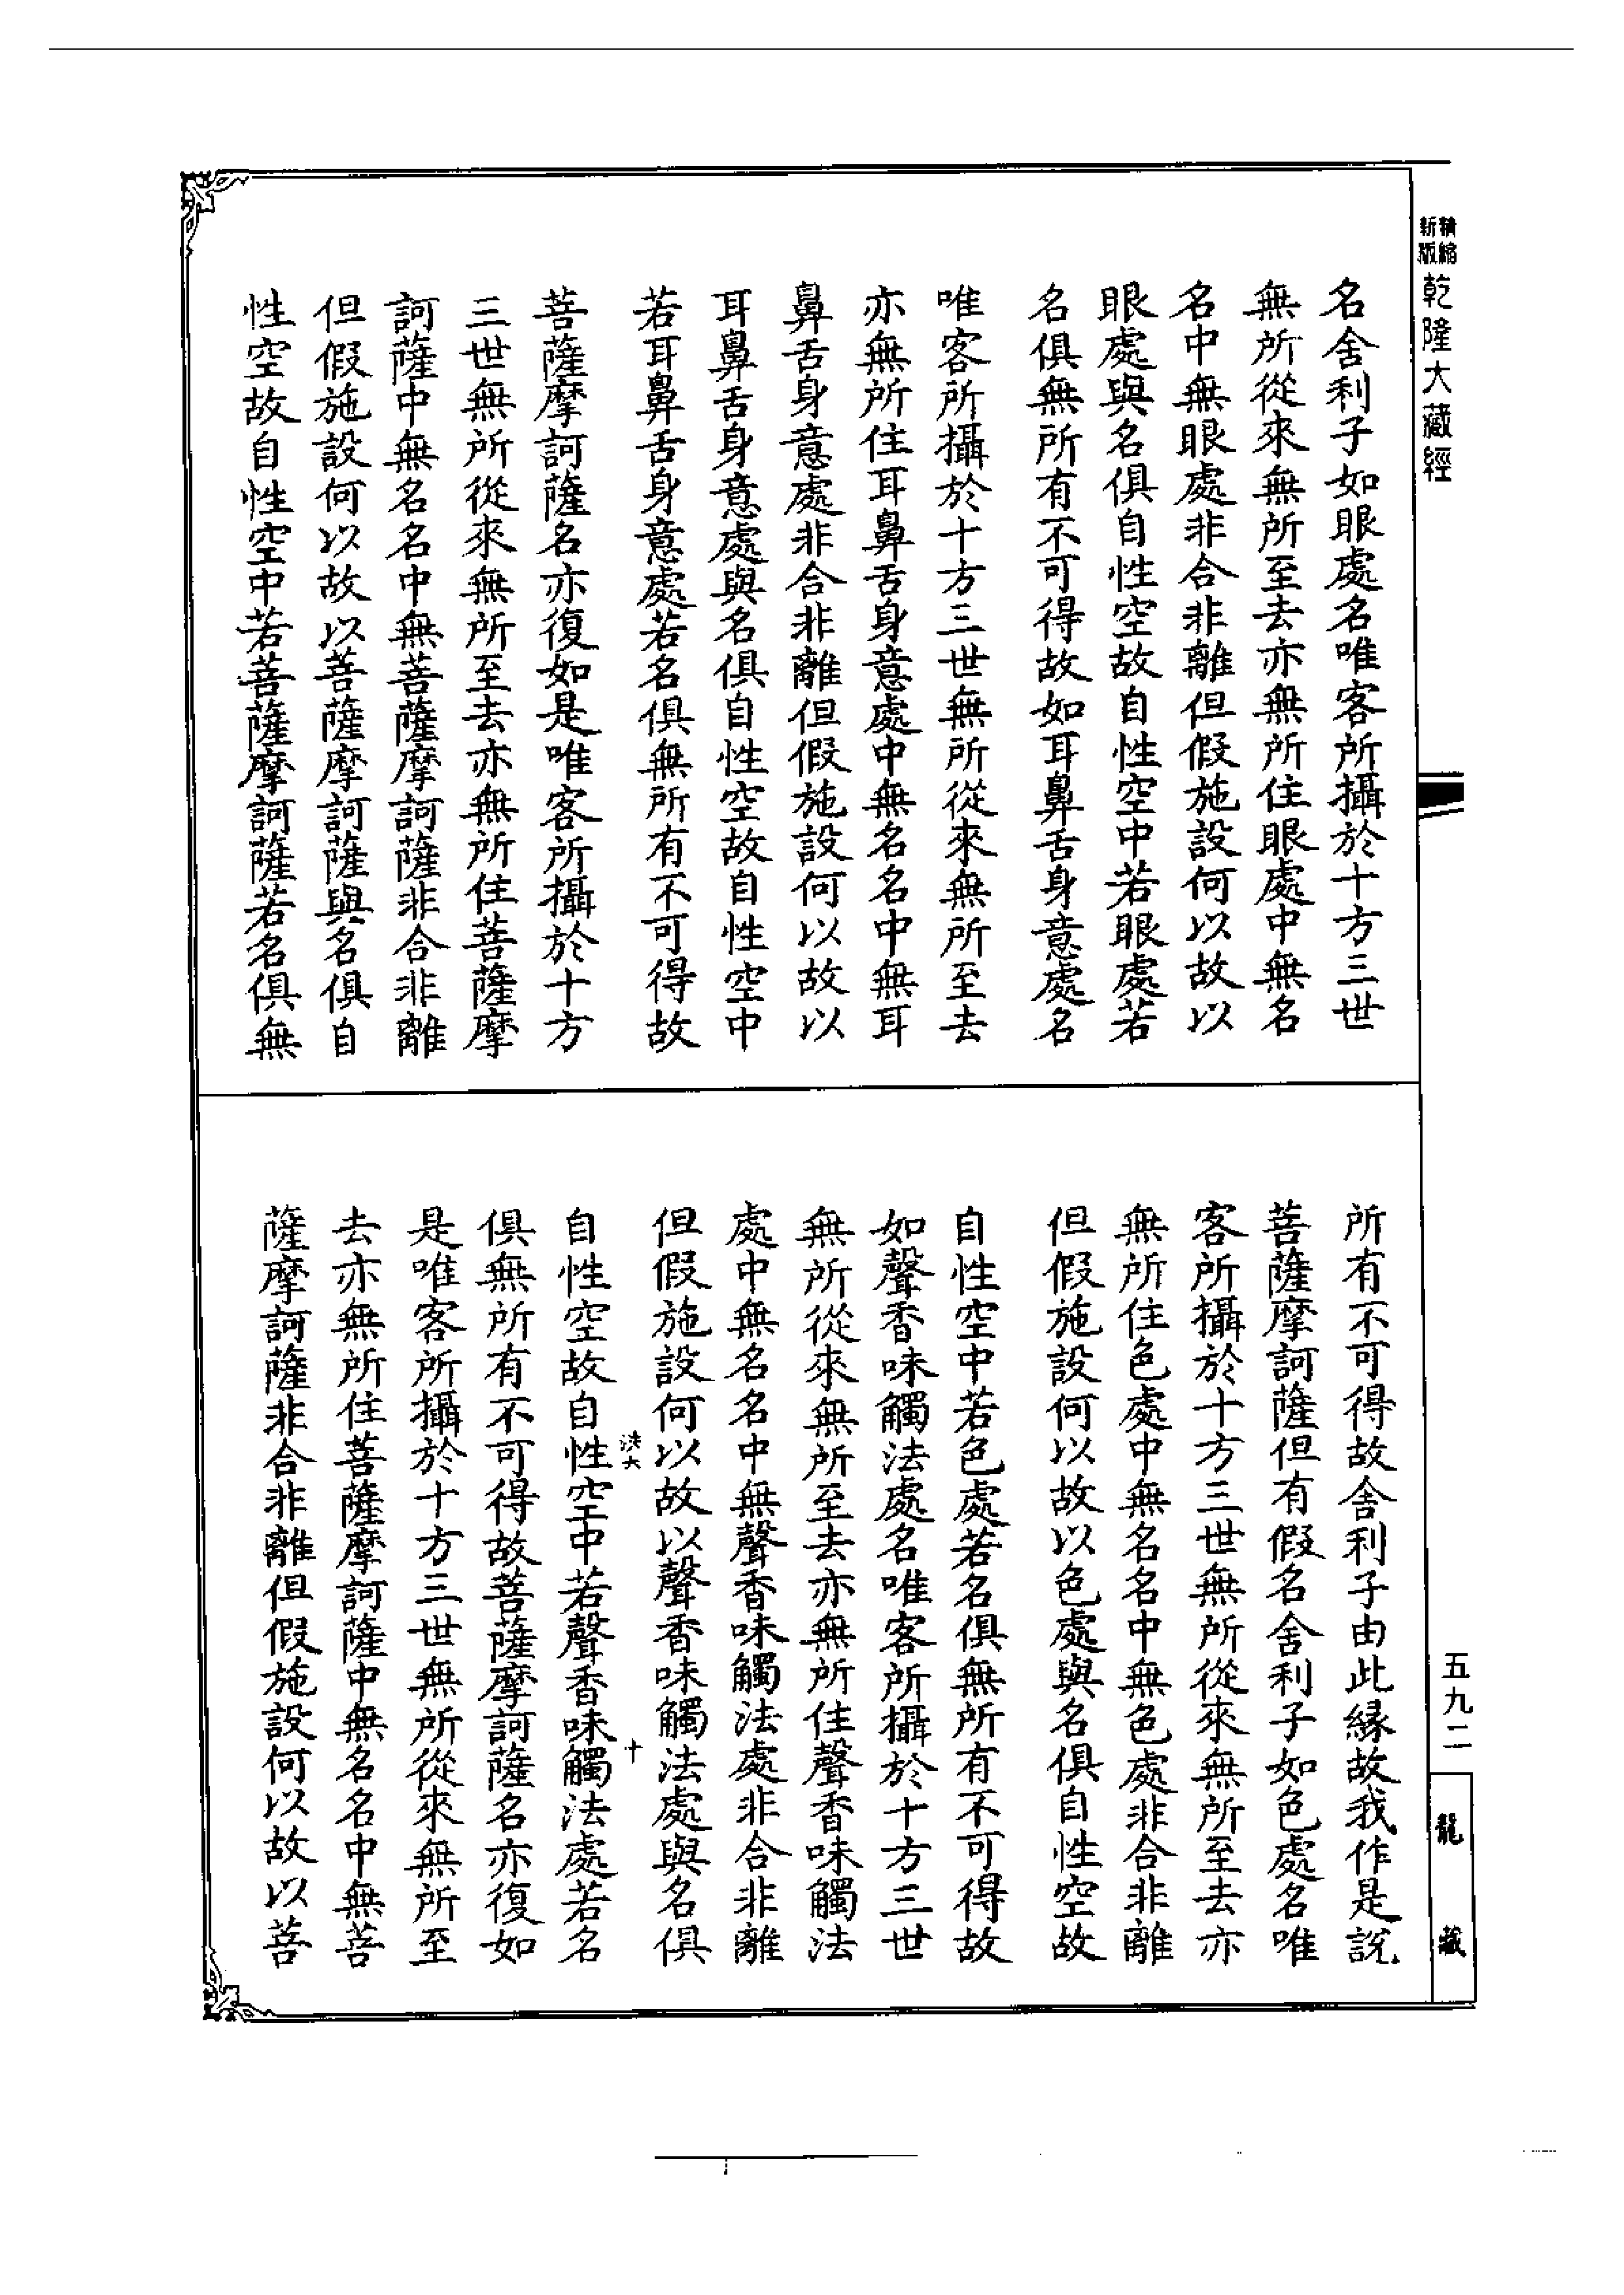 精縮新版 乾隆大藏經
名舍利子如眼處名唯客所攝於十方三世
無所從來無所至去亦無所住眼處中無名
名中無眼處非合非離但假施設何以故以
眼處與名俱自性空故自性空中若眼處若
名俱無所有不可得故如耳鼻舌身意處名
唯客所攝於十方三世無所從來無所至去
亦無所住耳鼻舌身意處中無名名中無耳
鼻舌身意處非合非離但假施設何以故以
耳鼻舌身意處與名俱自性空故自性空中
若耳鼻舌身意處若名俱無所有不可得故
菩薩摩訶薩名亦復如是唯客所攝於十方
三世無所從來無所至去亦無所住菩薩摩
訶薩中無名名中無菩薩摩訶薩非合非離
但假施設何以故以菩薩摩訶薩與名俱自
性空故自性空中若菩薩摩訶薩若名俱無
所有不可得故舍利子由此緣故我作是說
菩薩摩訶薩但有假名舍利子如色處名唯
客所攝於十方三世無所從來無所至去亦
無所住色處中無名名中無色處非合非離
但假施設何以故以色處與名俱自性空故
自性空中若色處若名俱無所有不可得故
如聲香味觸法處名唯客所攝於十方三世
無所從來無所至去亦無所住聲香味觸法
處中無名名中無聲香味觸法處非合非離
但假施設何以故以聲香味觸法處與名俱
十
自性空故自性空中若聲香味觸法處若名
俱無所有不可得故菩薩摩訶薩名亦復如
是唯客所攝於十方三世無所從來無所至
去亦無所住菩薩摩訶薩中無名名中無菩
薩摩訶薩非合非離但假施設何以故以菩
五九二
龍藏